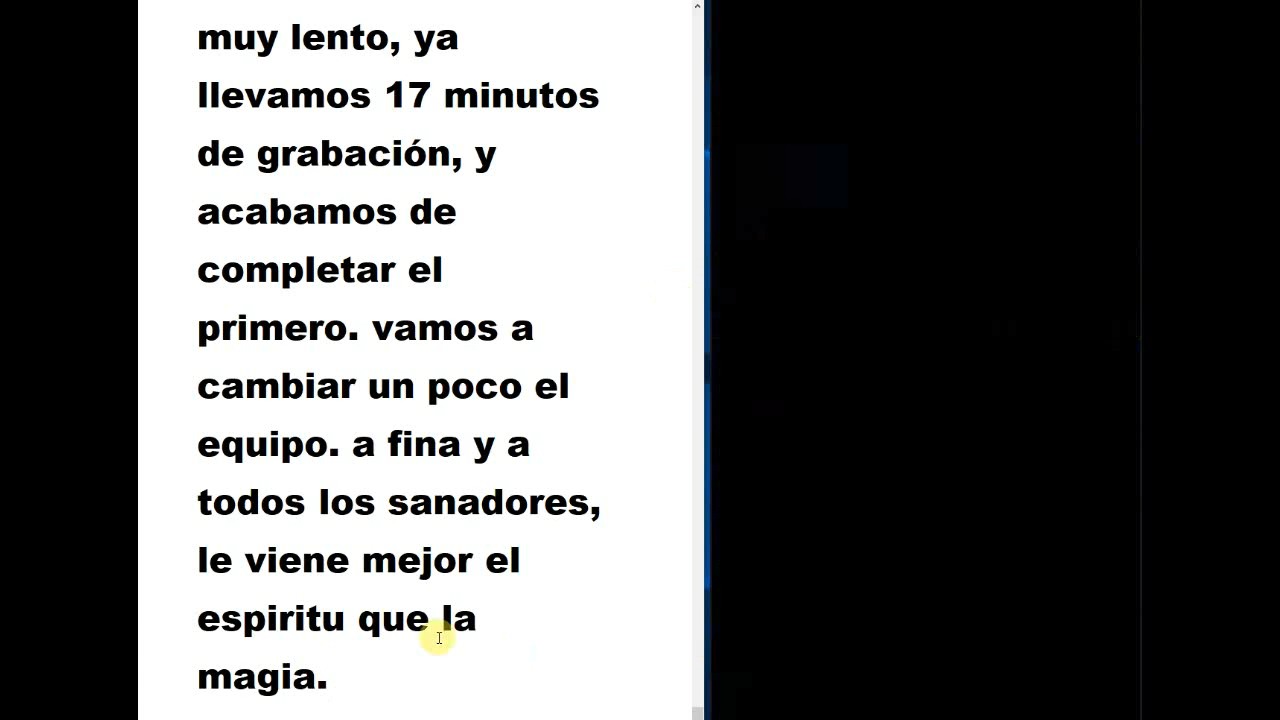 muy lento, ya
llevamos 17 minutos
de grabación, y
acabamos de
completar el
primero. vamos a
cambiar un poco el
equipo. a fina y a
todos los sanadores,
le viene mejor el
espiritu que la
magia.